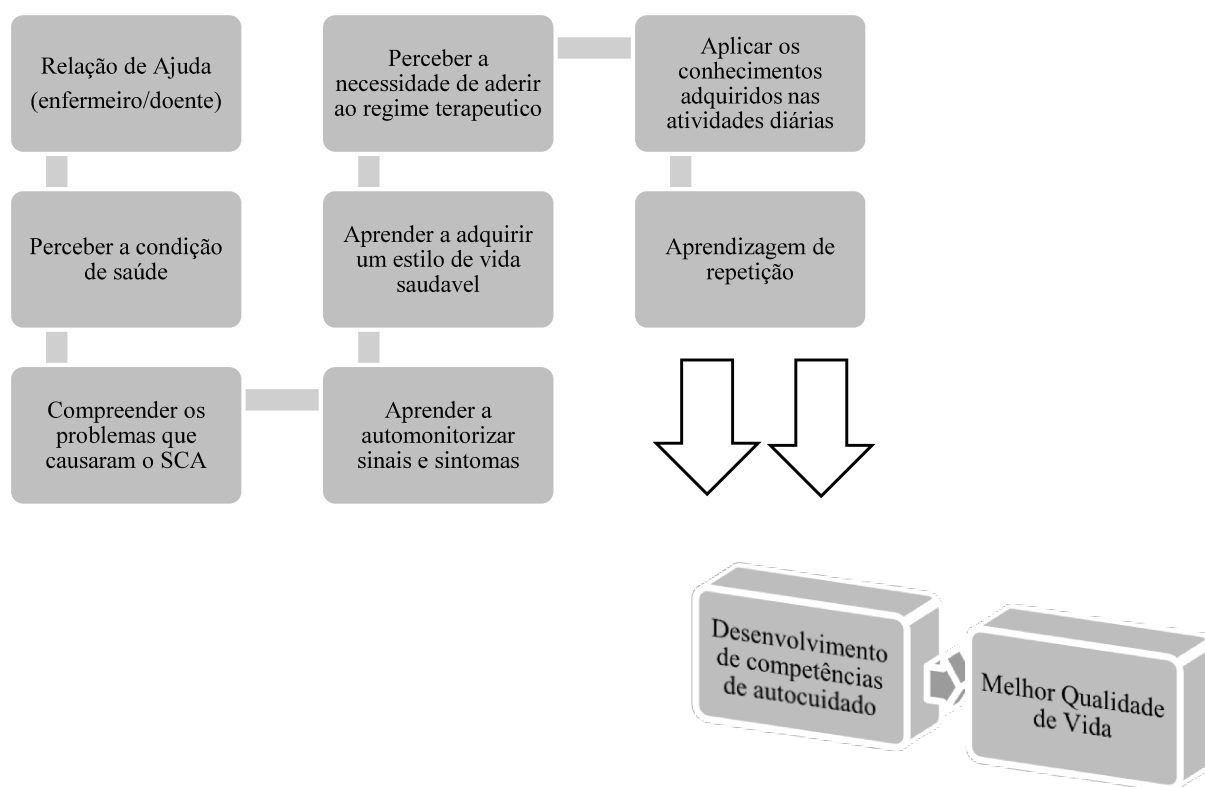 Relação de Ajuda
(enfermeiro/doente)
Perceber a condição
de saúde
Compreender os
problemas que
causaram o SCA
Aprender a
automonitorizar
sinais e sintomas
Aprender a adquirir
um estilo de vida
saudavel
Perceber a
necessidade de aderir
ao regime terapeutico
Aplicar os
conhecimentos
adquiridos nas
atividades diárias
Aprendizagem de
repetição
Desenvolvimento
de competências
de autocuidado
Melhor Qualidade
de Vida